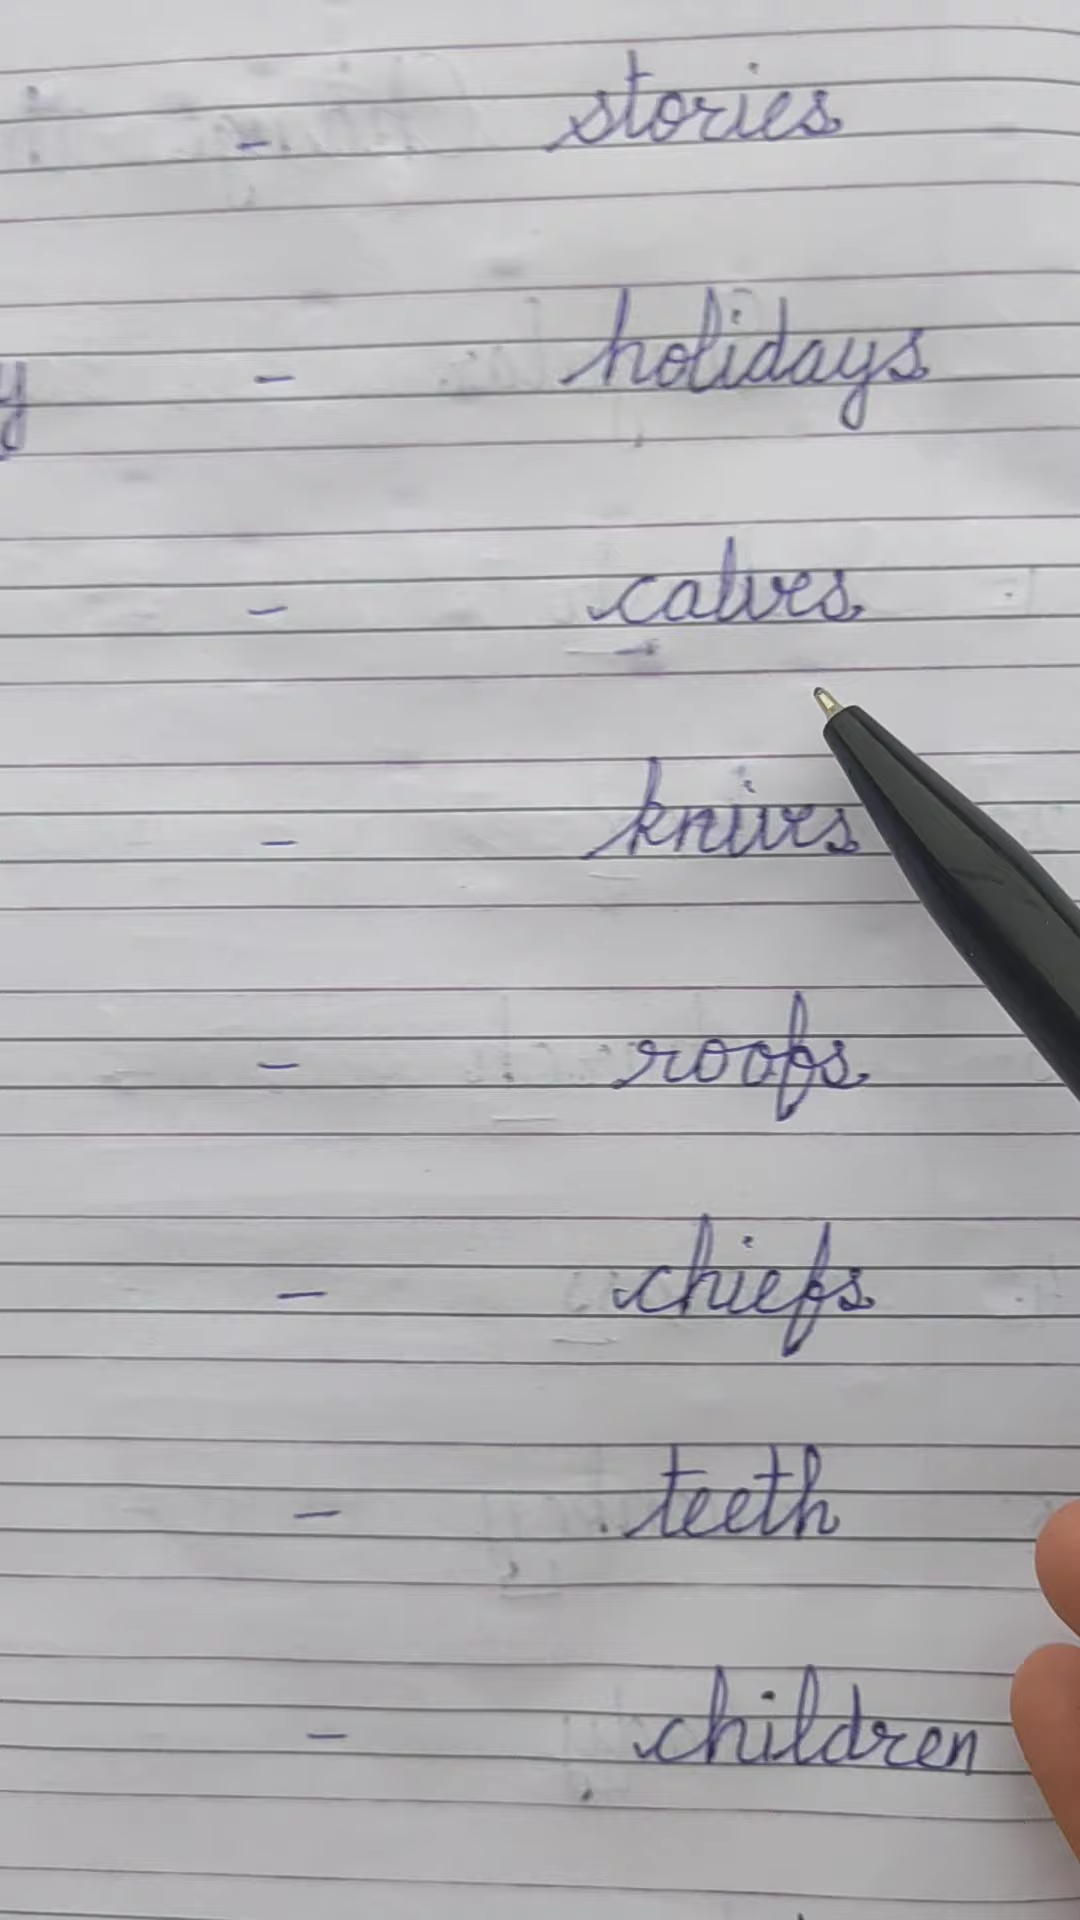 - stories
y - holidays
- calves
- knives
- roofs
- chiefs
- teeth
- children